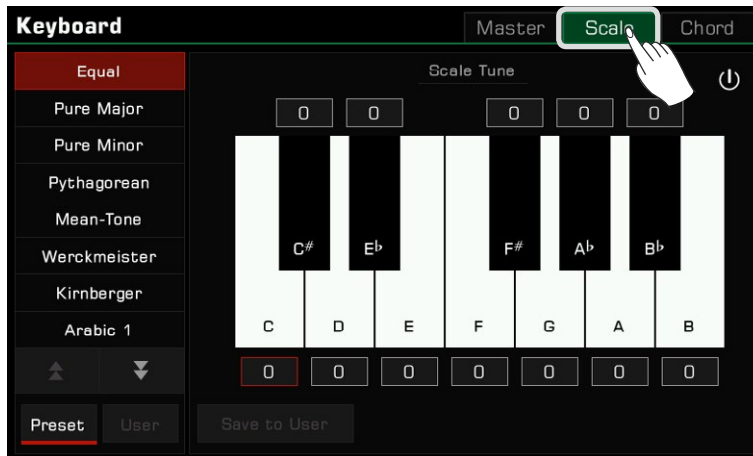 Keyboard Master Scale Chord
Equal
Pure Major
Pure Minor
Pythagorean
Mean-Tone
Werckmeister
Kirnberger
Arabic 1
Preset User
Scale Tune
0 0 0 0 0
C# E♭ F# A♭ B♭
C D E F G A B
0 0 0 0 0 0 0
Save to User